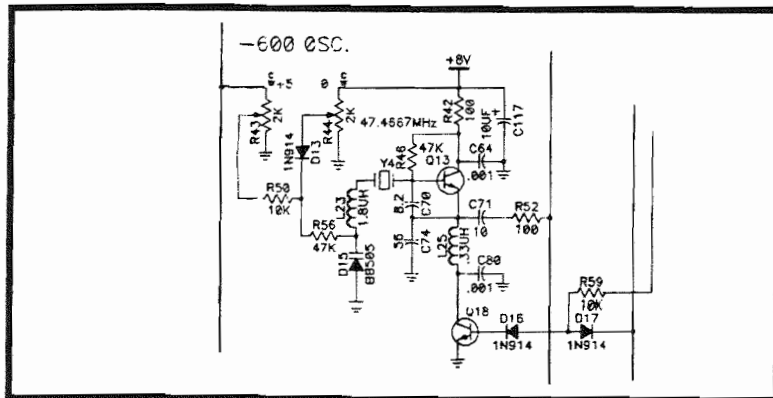 -600 OSC.
+8V
C
+5
0
C
R43
2K
R44
2K
47.4667MHz
R42
100
10UF
+
C117
1N914
D13
R46
47K
Q13
C64
.001
Y4
R50
10K
L23
1.8UH
8.2
C70
C71
10
R52
100
R56
47K
56
C74
L25
.33UH
D15
BB505
C80
.001
R59
10K
Q18
D16
1N914
D17
1N914